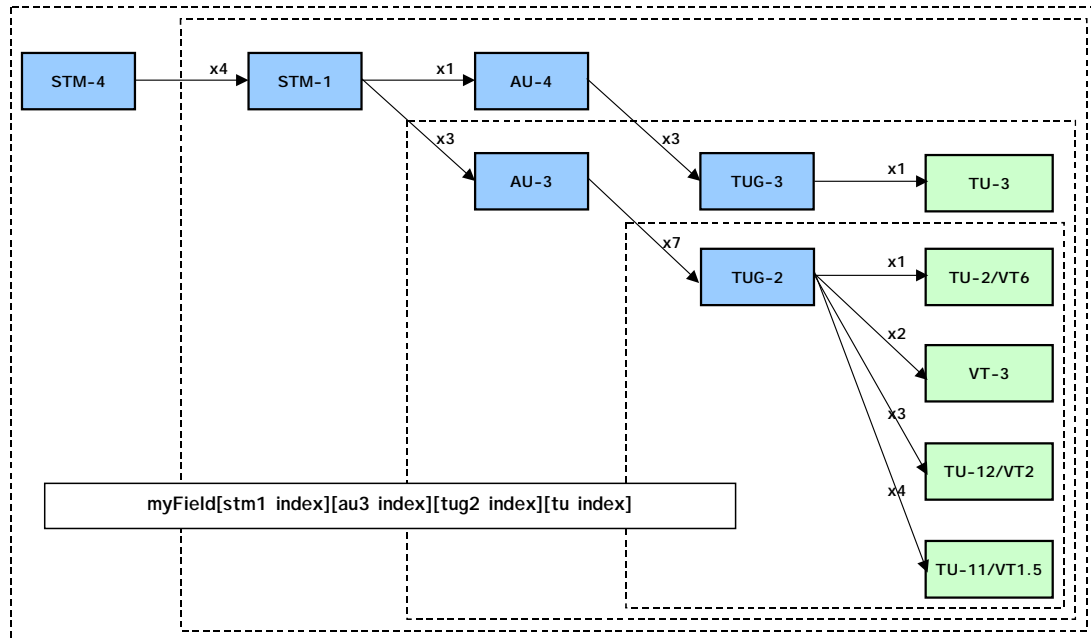 STM-4
x4
STM-1
x1
AU-4
x3
x3
AU-3
TUG-3
x1
TU-3
x7
TUG-2
x1
TU-2/VT6
x2
VT-3
x3
TU-12/VT2
x4
TU-11/VT1.5
myField[stm1 index][au3 index][tug2 index][tu index]